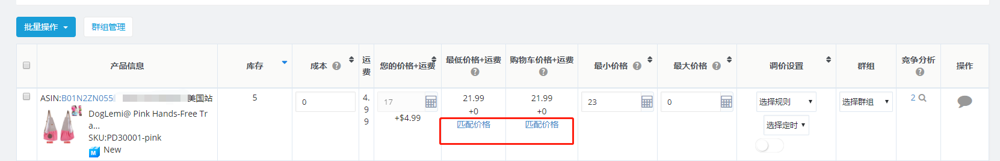 批量操作
群组管理
产品信息
库存
成本 ?
运
费
您的价格+运费
最低价格+运费
?
购物车价格+运费
?
最小价格 ?
最大价格 ?
调价设置
群组
竞争分析
?
操作
ASIN:B01N2ZN055
美国站
DogLemi@ Pink Hands-Free Tr
a...
SKU:PD30001-pink
M New
5
0
4.
9
9
17
+$4.99
21.99
+0
匹配价格
21.99
+0
匹配价格
23
0
选择规则
选择定时
选择群组
2